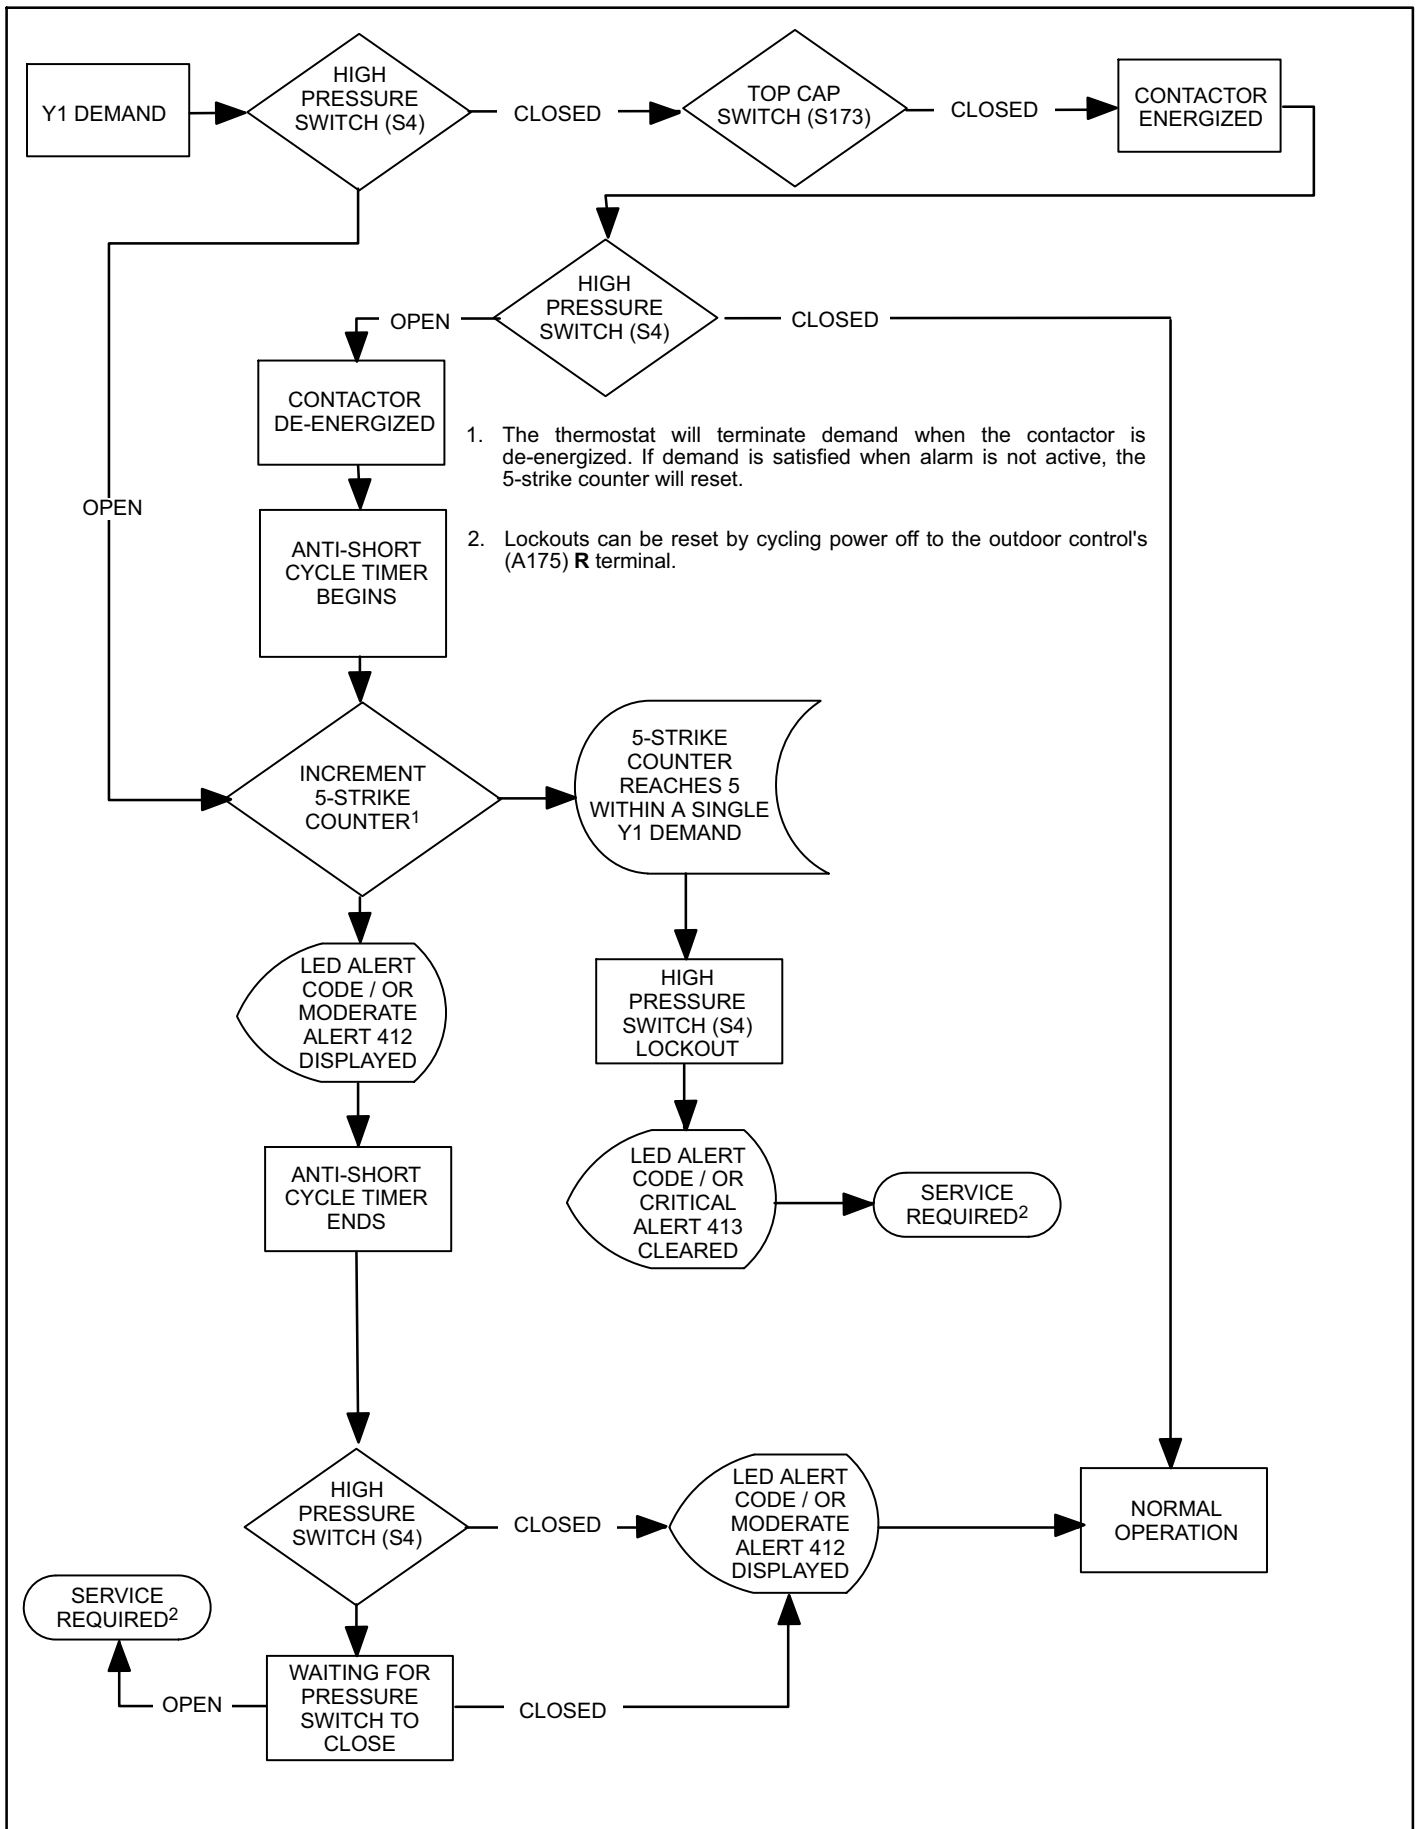 Y1 DEMAND
HIGH
PRESSURE
SWITCH (S4)
CLOSED
TOP CAP
SWITCH (S173)
CLOSED
CONTACTOR
ENERGIZED
HIGH
PRESSURE
SWITCH (S4)
OPEN
CLOSED
CONTACTOR
DE-ENERGIZED
1. The thermostat will terminate demand when the contactor is
de-energized. If demand is satisfied when alarm is not active, the
5-strike counter will reset.
OPEN
ANTI-SHORT
CYCLE TIMER
BEGINS
2. Lockouts can be reset by cycling power off to the outdoor control's
(A175) R terminal.
INCREMENT
5-STRIKE
COUNTER1
5-STRIKE
COUNTER
REACHES 5
WITHIN A SINGLE
Y1 DEMAND
LED ALERT
CODE / OR
MODERATE
ALERT 412
DISPLAYED
HIGH
PRESSURE
SWITCH (S4)
LOCKOUT
ANTI-SHORT
CYCLE TIMER
ENDS
LED ALERT
CODE / OR
CRITICAL
ALERT 413
CLEARED
SERVICE
REQUIRED2
HIGH
PRESSURE
SWITCH (S4)
CLOSED
LED ALERT
CODE / OR
MODERATE
ALERT 412
DISPLAYED
NORMAL
OPERATION
SERVICE
REQUIRED2
OPEN
WAITING FOR
PRESSURE
SWITCH TO
CLOSE
CLOSED